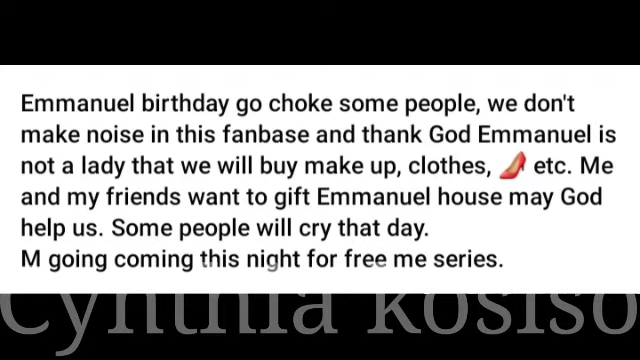 Emmanuel birthday go choke some people, we don't
make noise in this fanbase and thank God Emmanuel is
not a lady that we will buy make up, clothes, 👠 etc. Me
and my friends want to gift Emmanuel house may God
help us. Some people will cry that day.
M going coming this night for free me series.
Cynthia kosiso